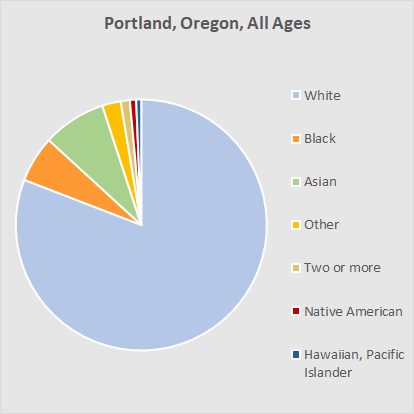 Portland, Oregon, All Ages
White
Black
Asian
Other
Two or more
Native American
Hawaiian, Pacific
Islander